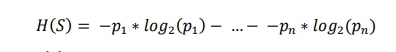 H(S) = −p₁ * log₂(p₁) − … − −pₙ * log₂(pₙ)